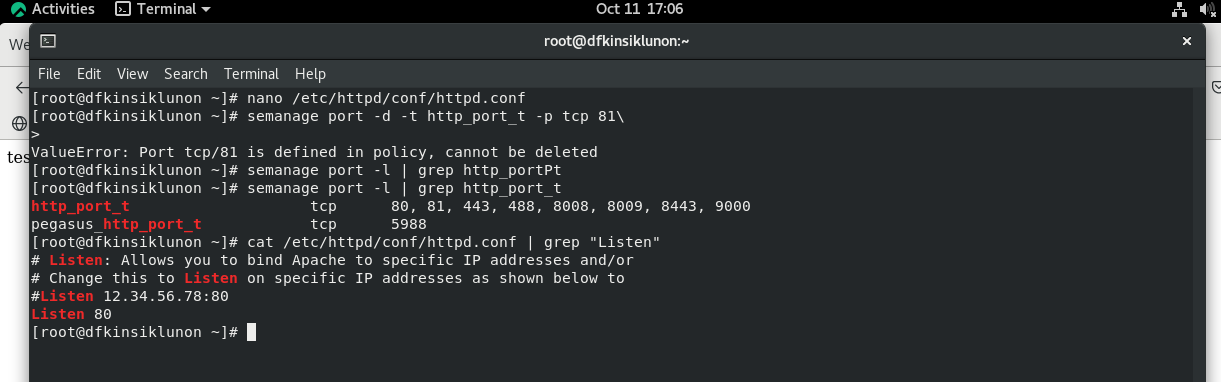 Activities Terminal Oct 11 17:06
We
root@dfkinsiklunon:~
File Edit View Search Terminal Help
[root@dfkinsiklunon ~]# nano /etc/httpd/conf/httpd.conf
[root@dfkinsiklunon ~]# semanage port -d -t http_port_t -p tcp 81\
>
ValueError: Port tcp/81 is defined in policy, cannot be deleted
[root@dfkinsiklunon ~]# semanage port -l | grep http_portPt
[root@dfkinsiklunon ~]# semanage port -l | grep http_port_t
http_port_t tcp 80, 81, 443, 488, 8008, 8009, 8443, 9000
pegasus_http_port_t tcp 5988
[root@dfkinsiklunon ~]# cat /etc/httpd/conf/httpd.conf | grep "Listen"
# Listen: Allows you to bind Apache to specific IP addresses and/or
# Change this to Listen on specific IP addresses as shown below to
#Listen 12.34.56.78:80
Listen 80
[root@dfkinsiklunon ~]#
tes